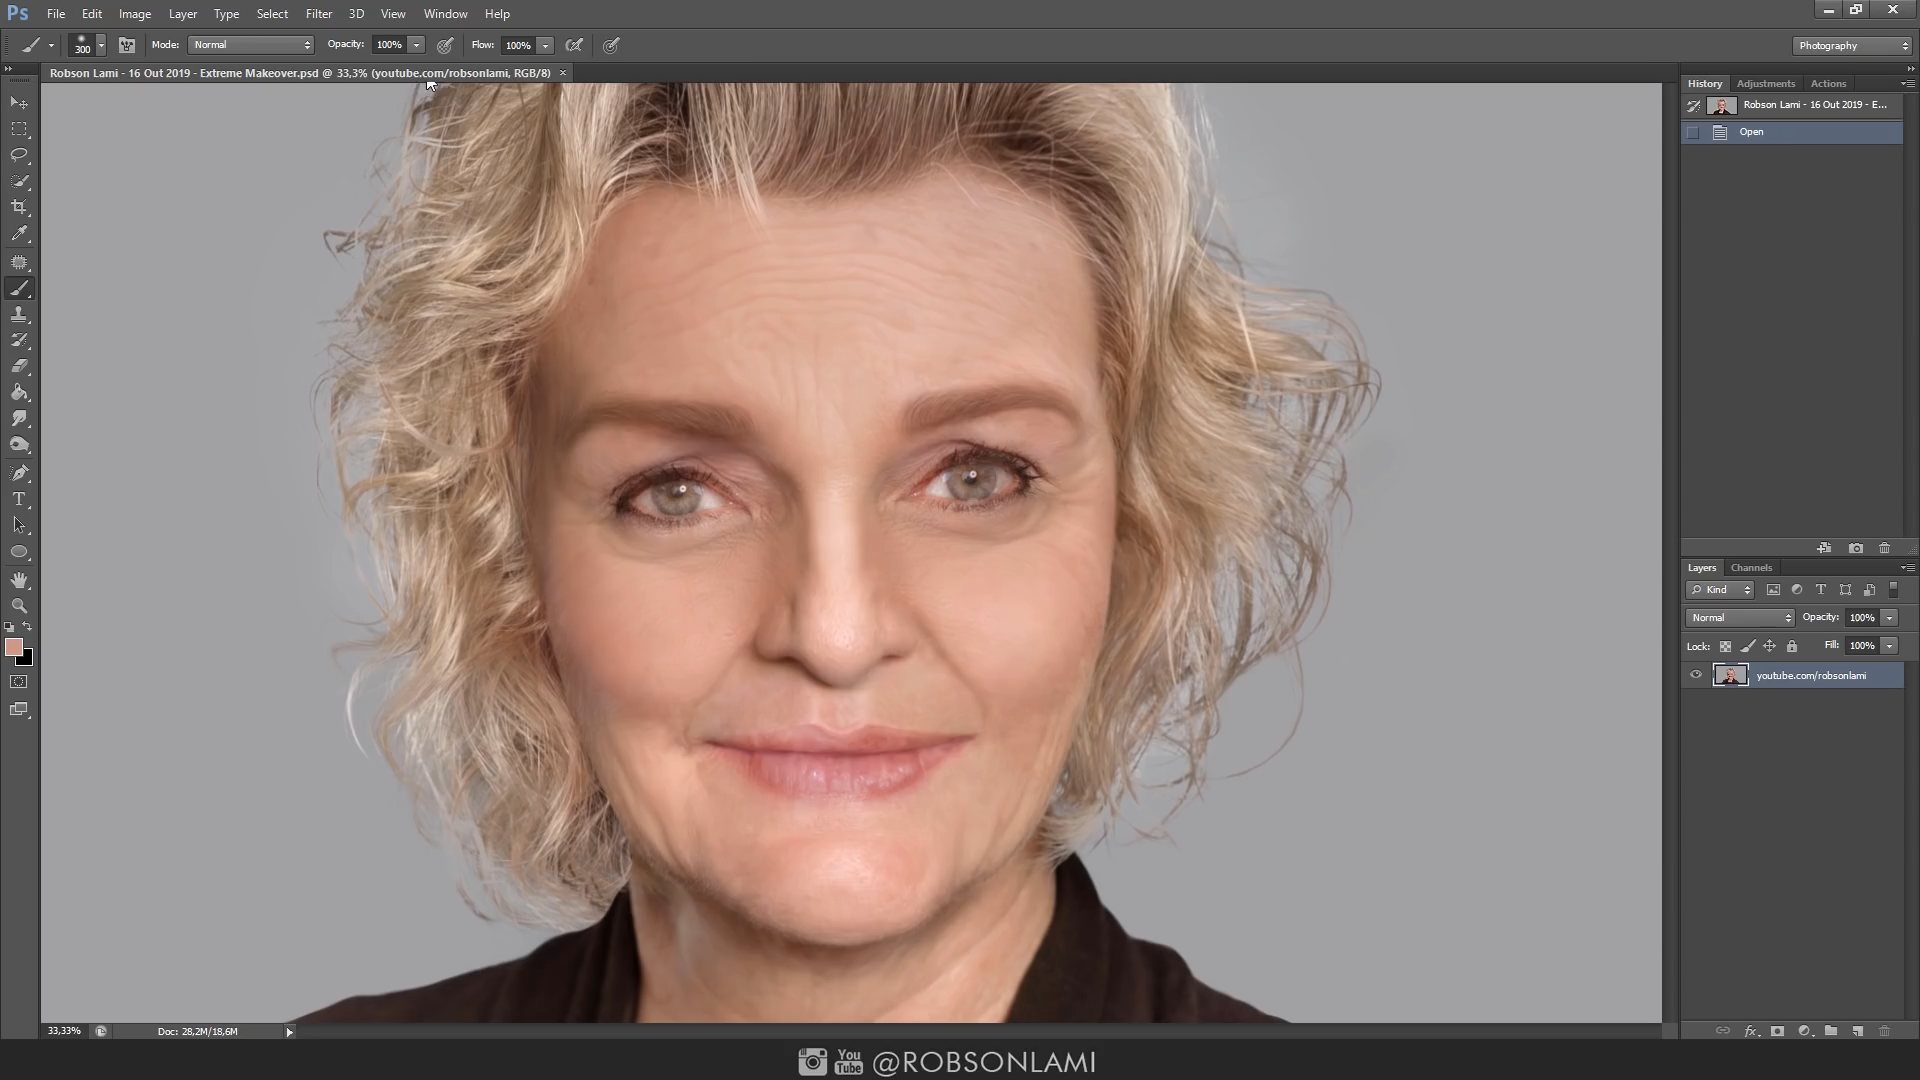 Ps File Edit Image Layer Type Select Filter 3D View Window Help
300 Mode: Normal Opacity: 100% Flow: 100% Photography
Robson Lami - 16 Out 2019 - Extreme Makeover.psd @ 33,3% (youtube.com/robsonlami, RGB/8) ×
History Adjustments Actions
Robson Lami - 16 Out 2019 - E...
Open
T
Layers Channels
Kind T
Normal Opacity: 100%
Lock: Fill: 100%
youtube.com/robsonlami
33,33% Doc: 28,2M/18,6M fx.
You Tube @ROBSONLAMI